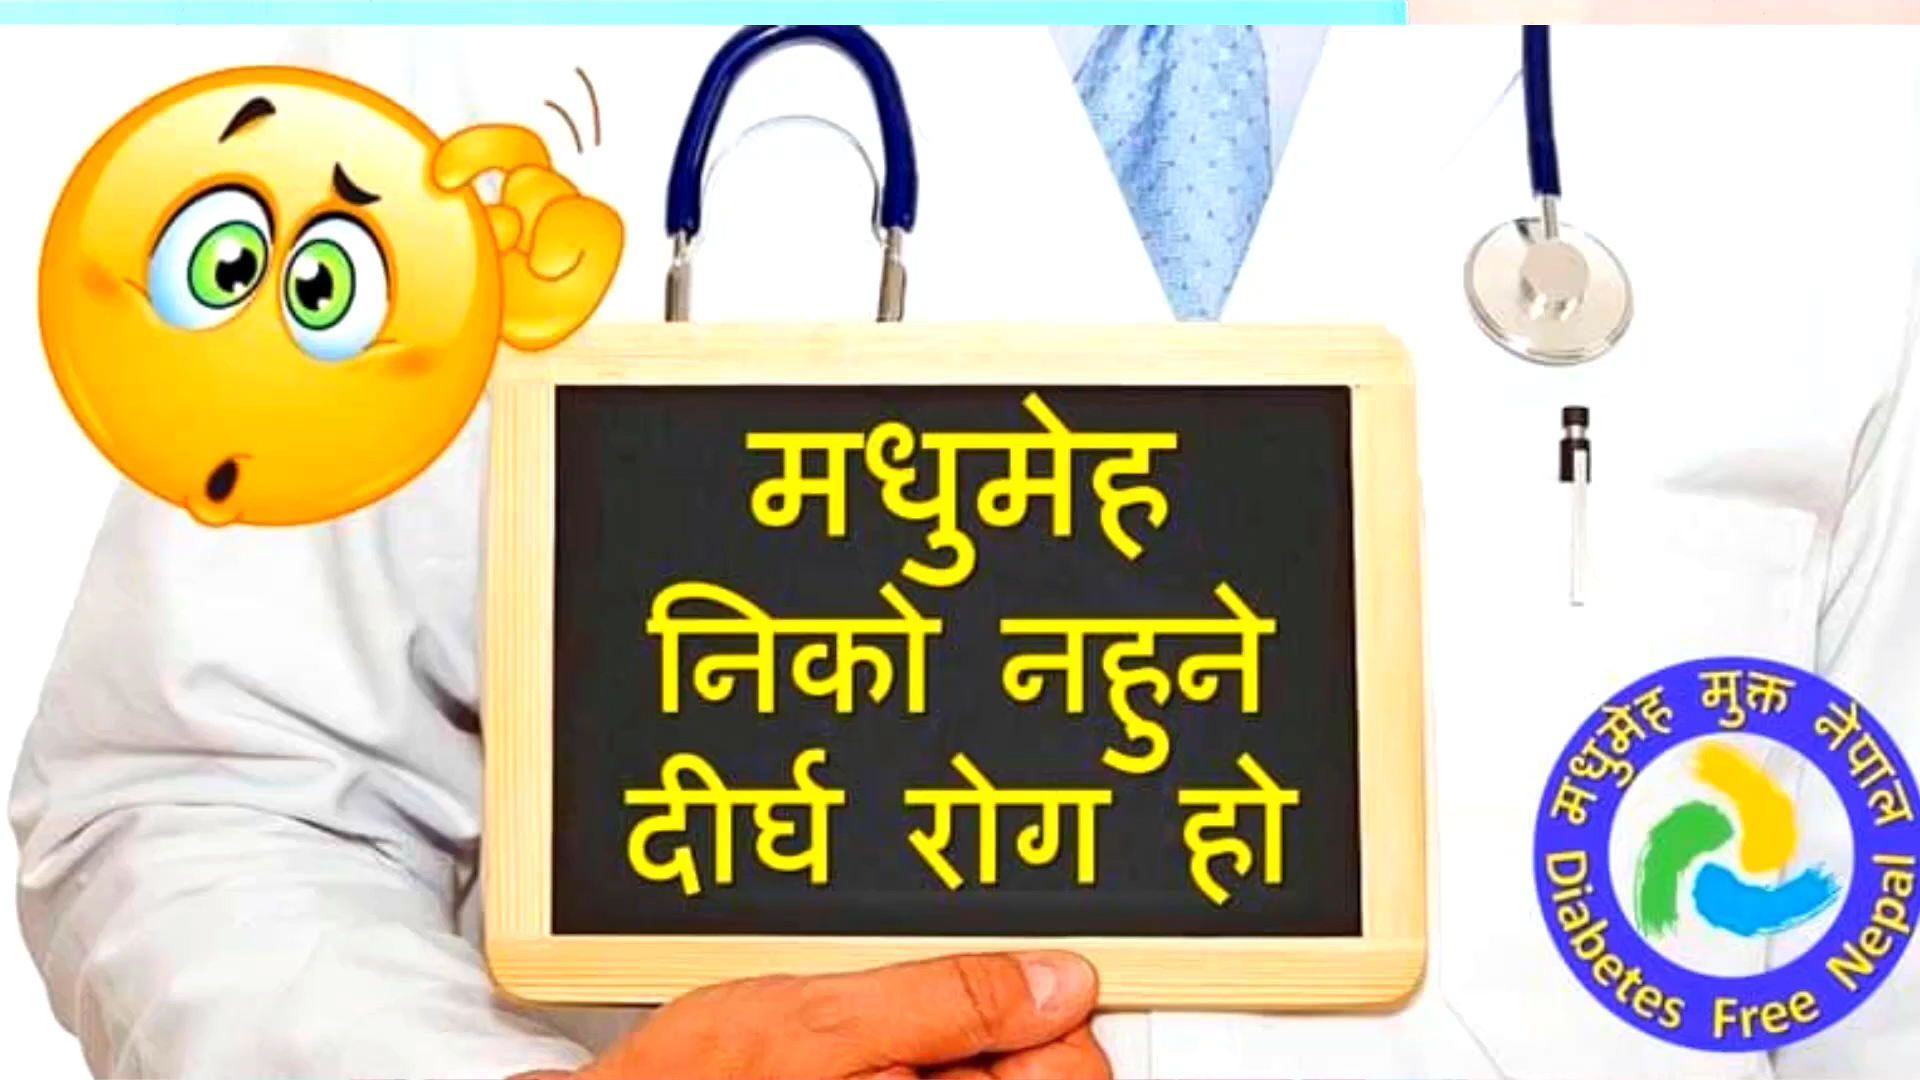 मधुमेह
निको नहुने
दीर्घ रोग हो
मधुमेह मुक्त नेपाल
Diabetes Free Nepal